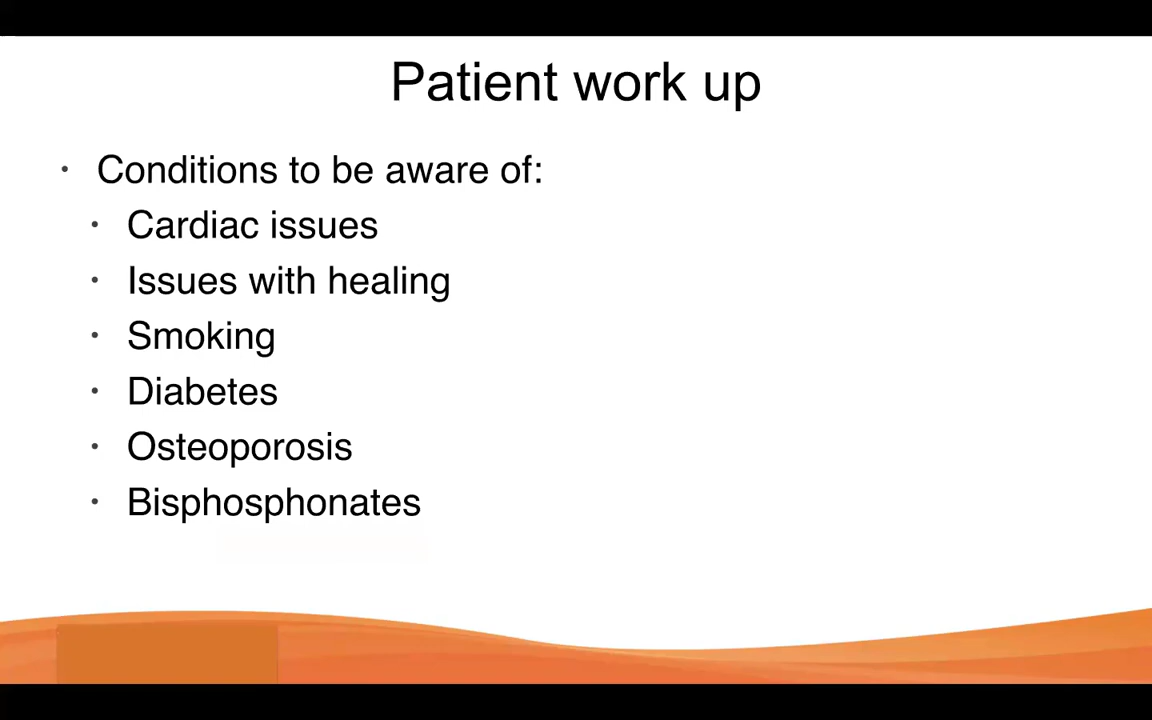 Patient work up
• Conditions to be aware of:
• Cardiac issues
• Issues with healing
• Smoking
• Diabetes
• Osteoporosis
• Bisphosphonates